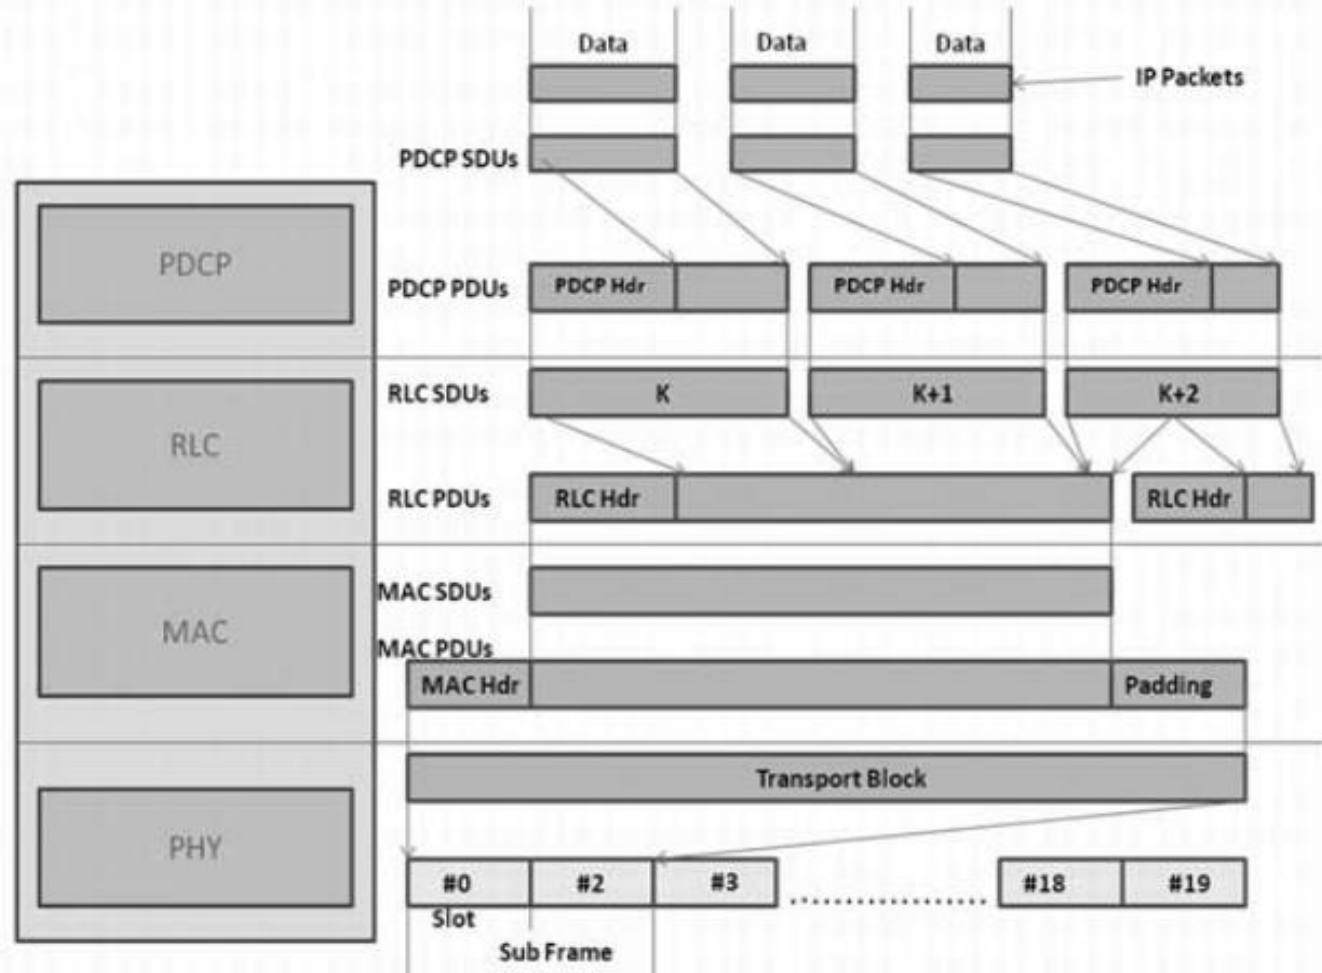 Data Data Data
IP Packets
PDCP SDUs
PDCP
PDCP PDUs PDCP Hdr PDCP Hdr PDCP Hdr
RLC SDUs K K+1 K+2
RLC
RLC PDUs RLC Hdr RLC Hdr
MAC SDUs
MAC
MAC PDUs
MAC Hdr Padding
Transport Block
PHY
#0 #2 #3 #18 #19
Slot
Sub Frame